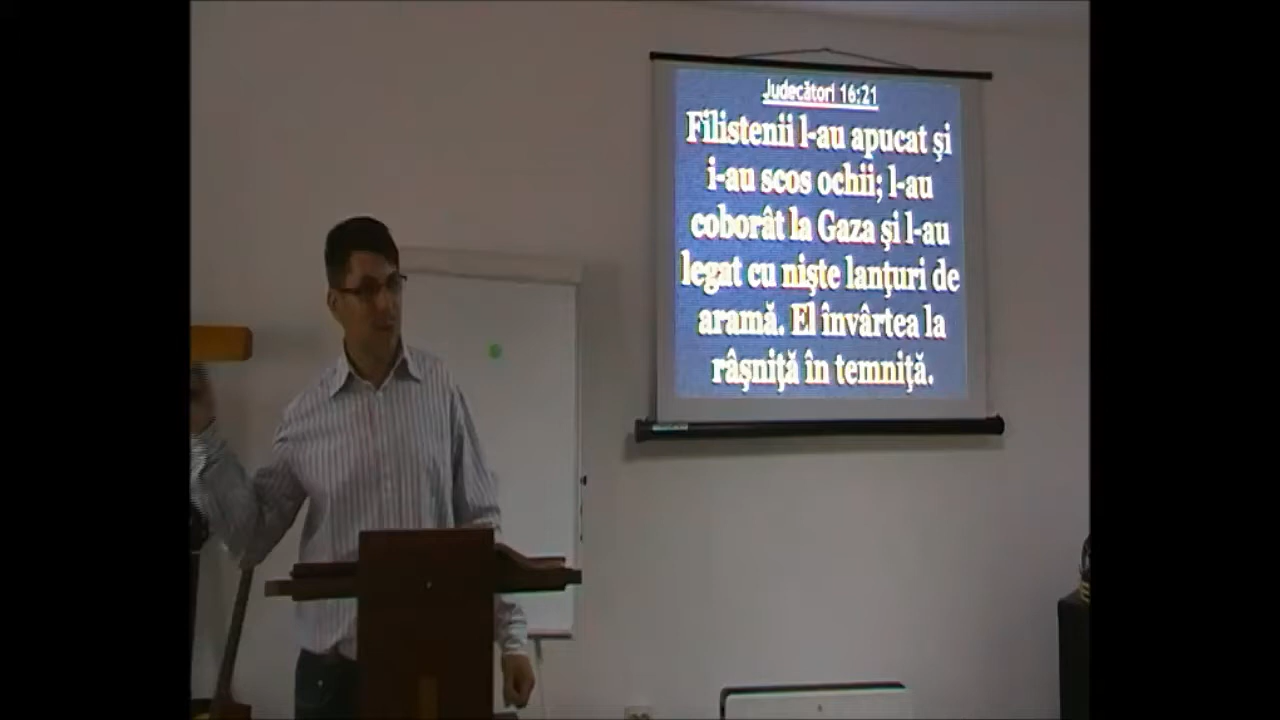 Judecători 16:21
Filistenii l-au apucat şi
i-au scos ochii; l-au
coborât la Gaza şi l-au
legat cu nişte lanţuri de
aramă. El învârtea la
râşniţă în temniţă.